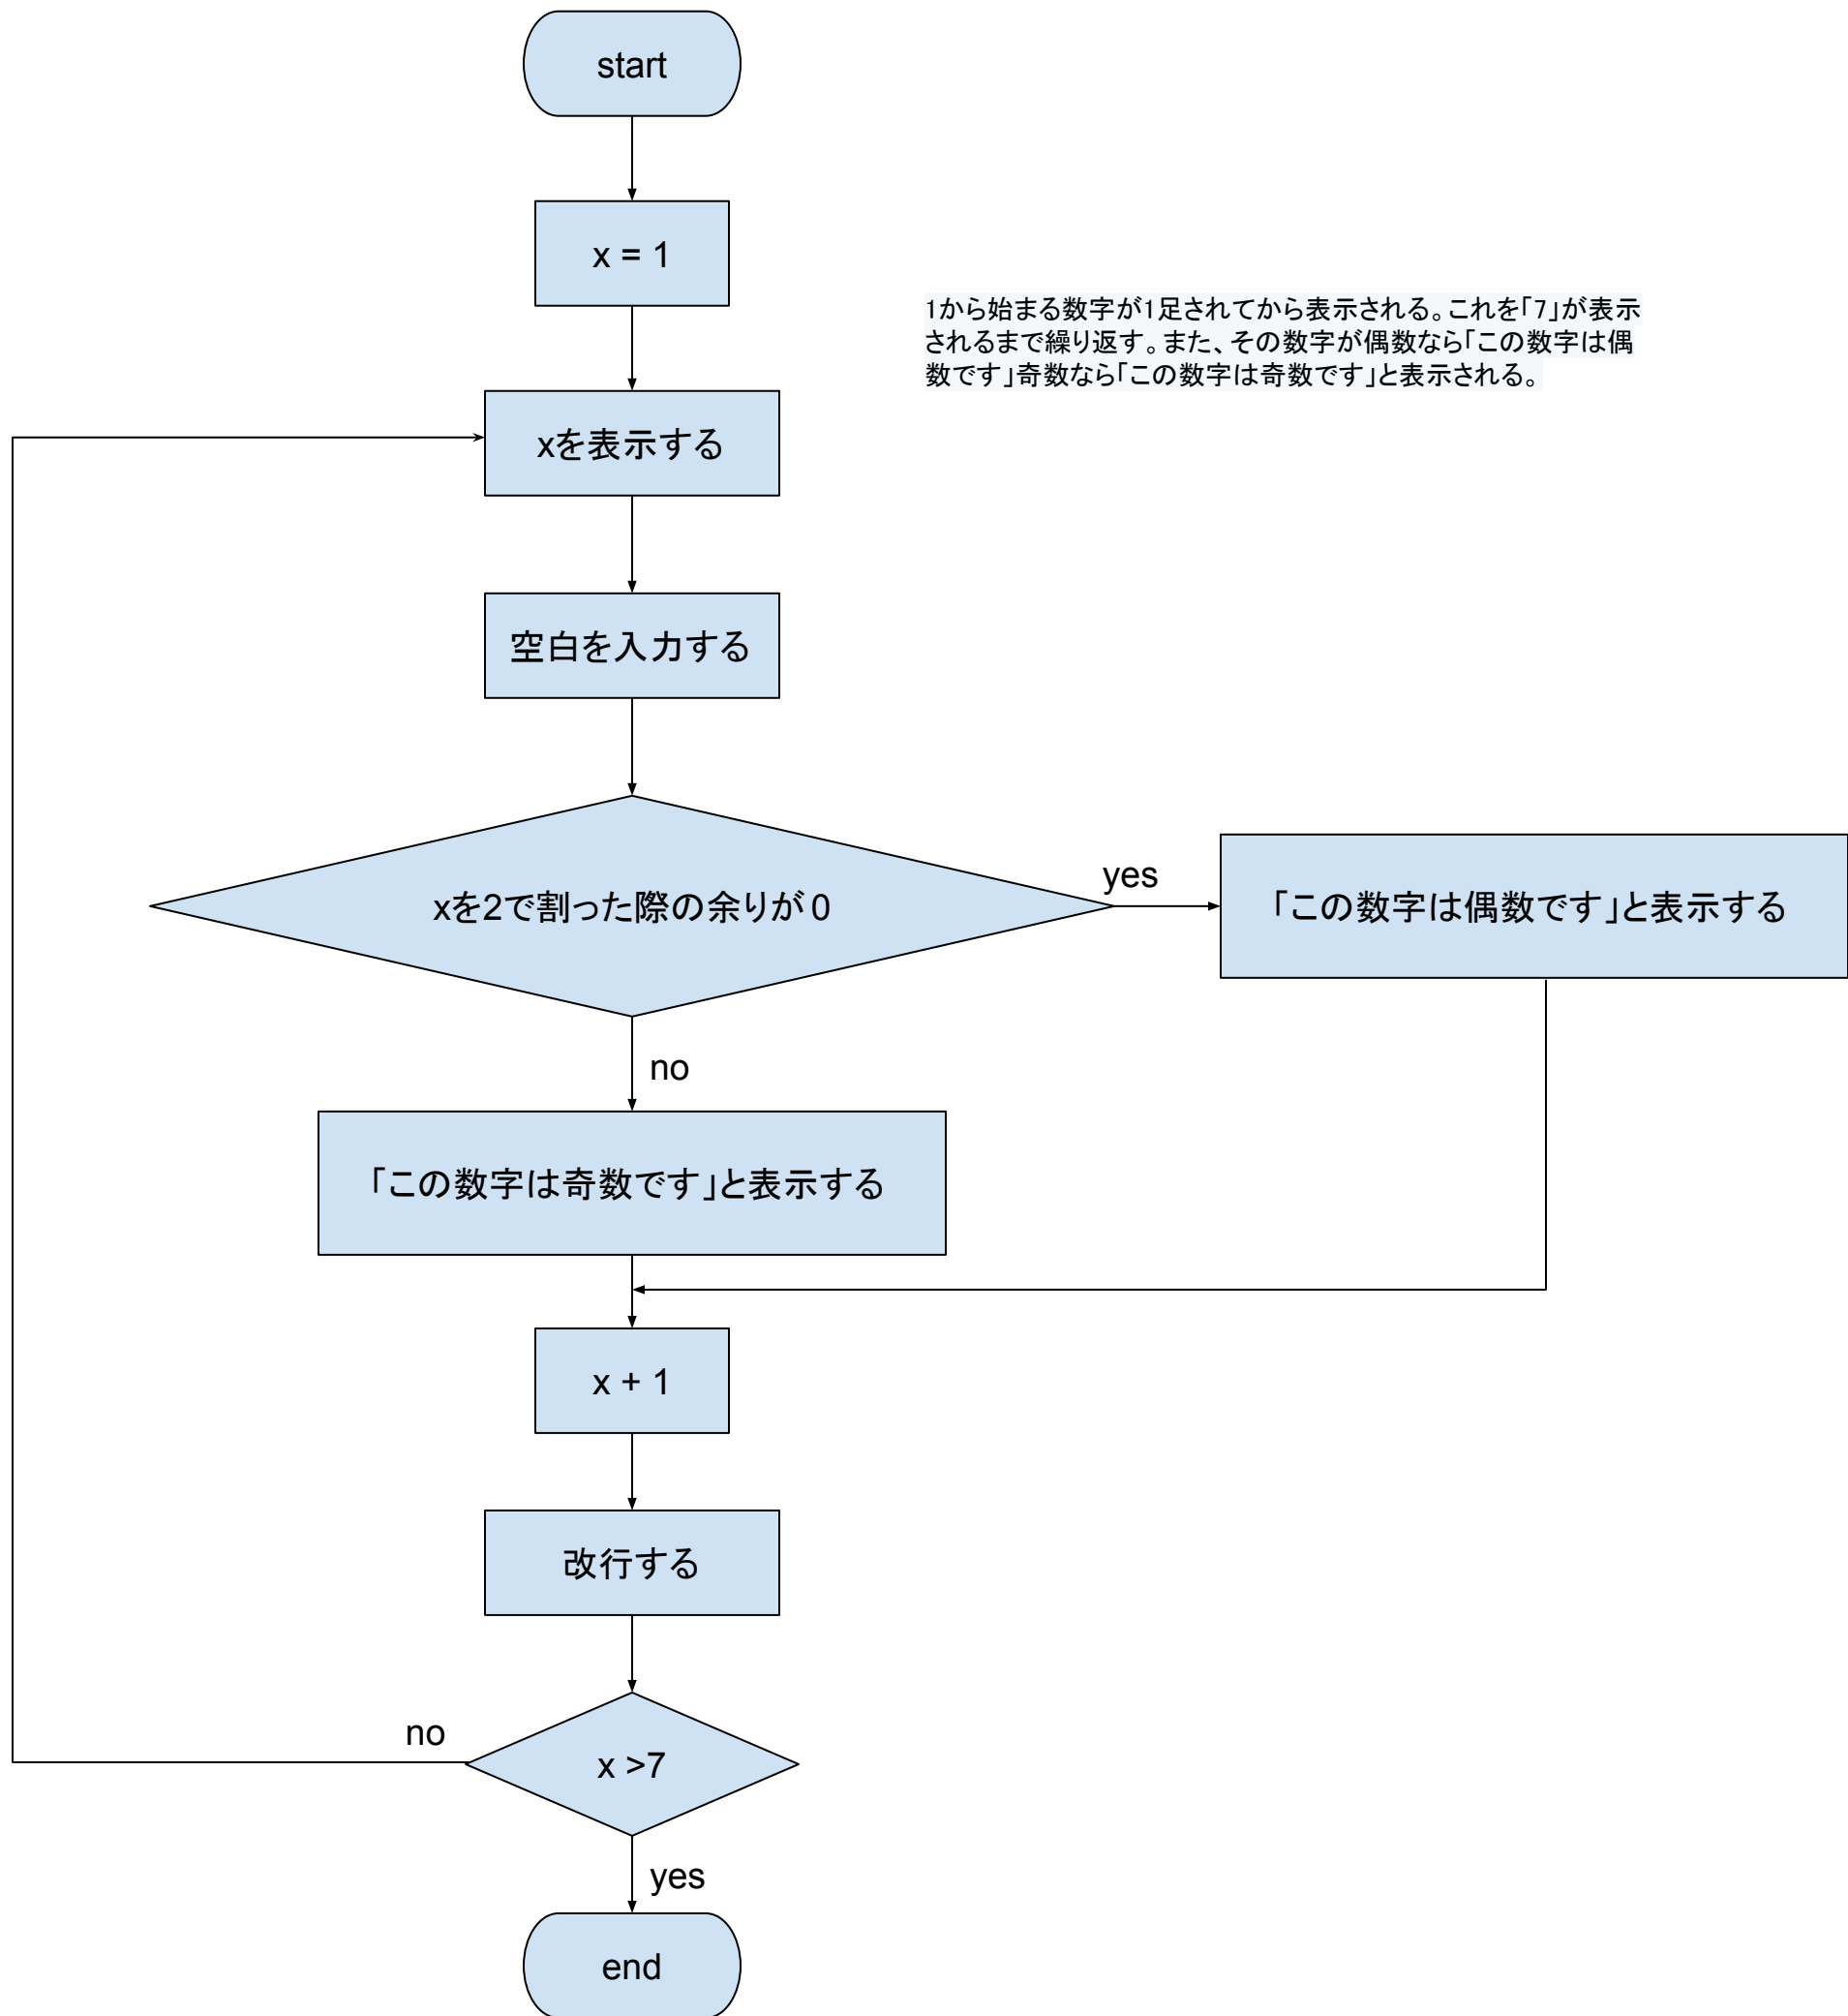 start
x = 1
1から始まる数字が1足されてから表示される。これを「7」が表示
されるまで繰り返す。また、その数字が偶数なら「この数字は偶
数です」奇数なら「この数字は奇数です」と表示される。
xを表示する
空白を入力する
xを2で割った際の余りが0
yes
「この数字は偶数です」と表示する
no
「この数字は奇数です」と表示する
x + 1
改行する
no
x >7
yes
end